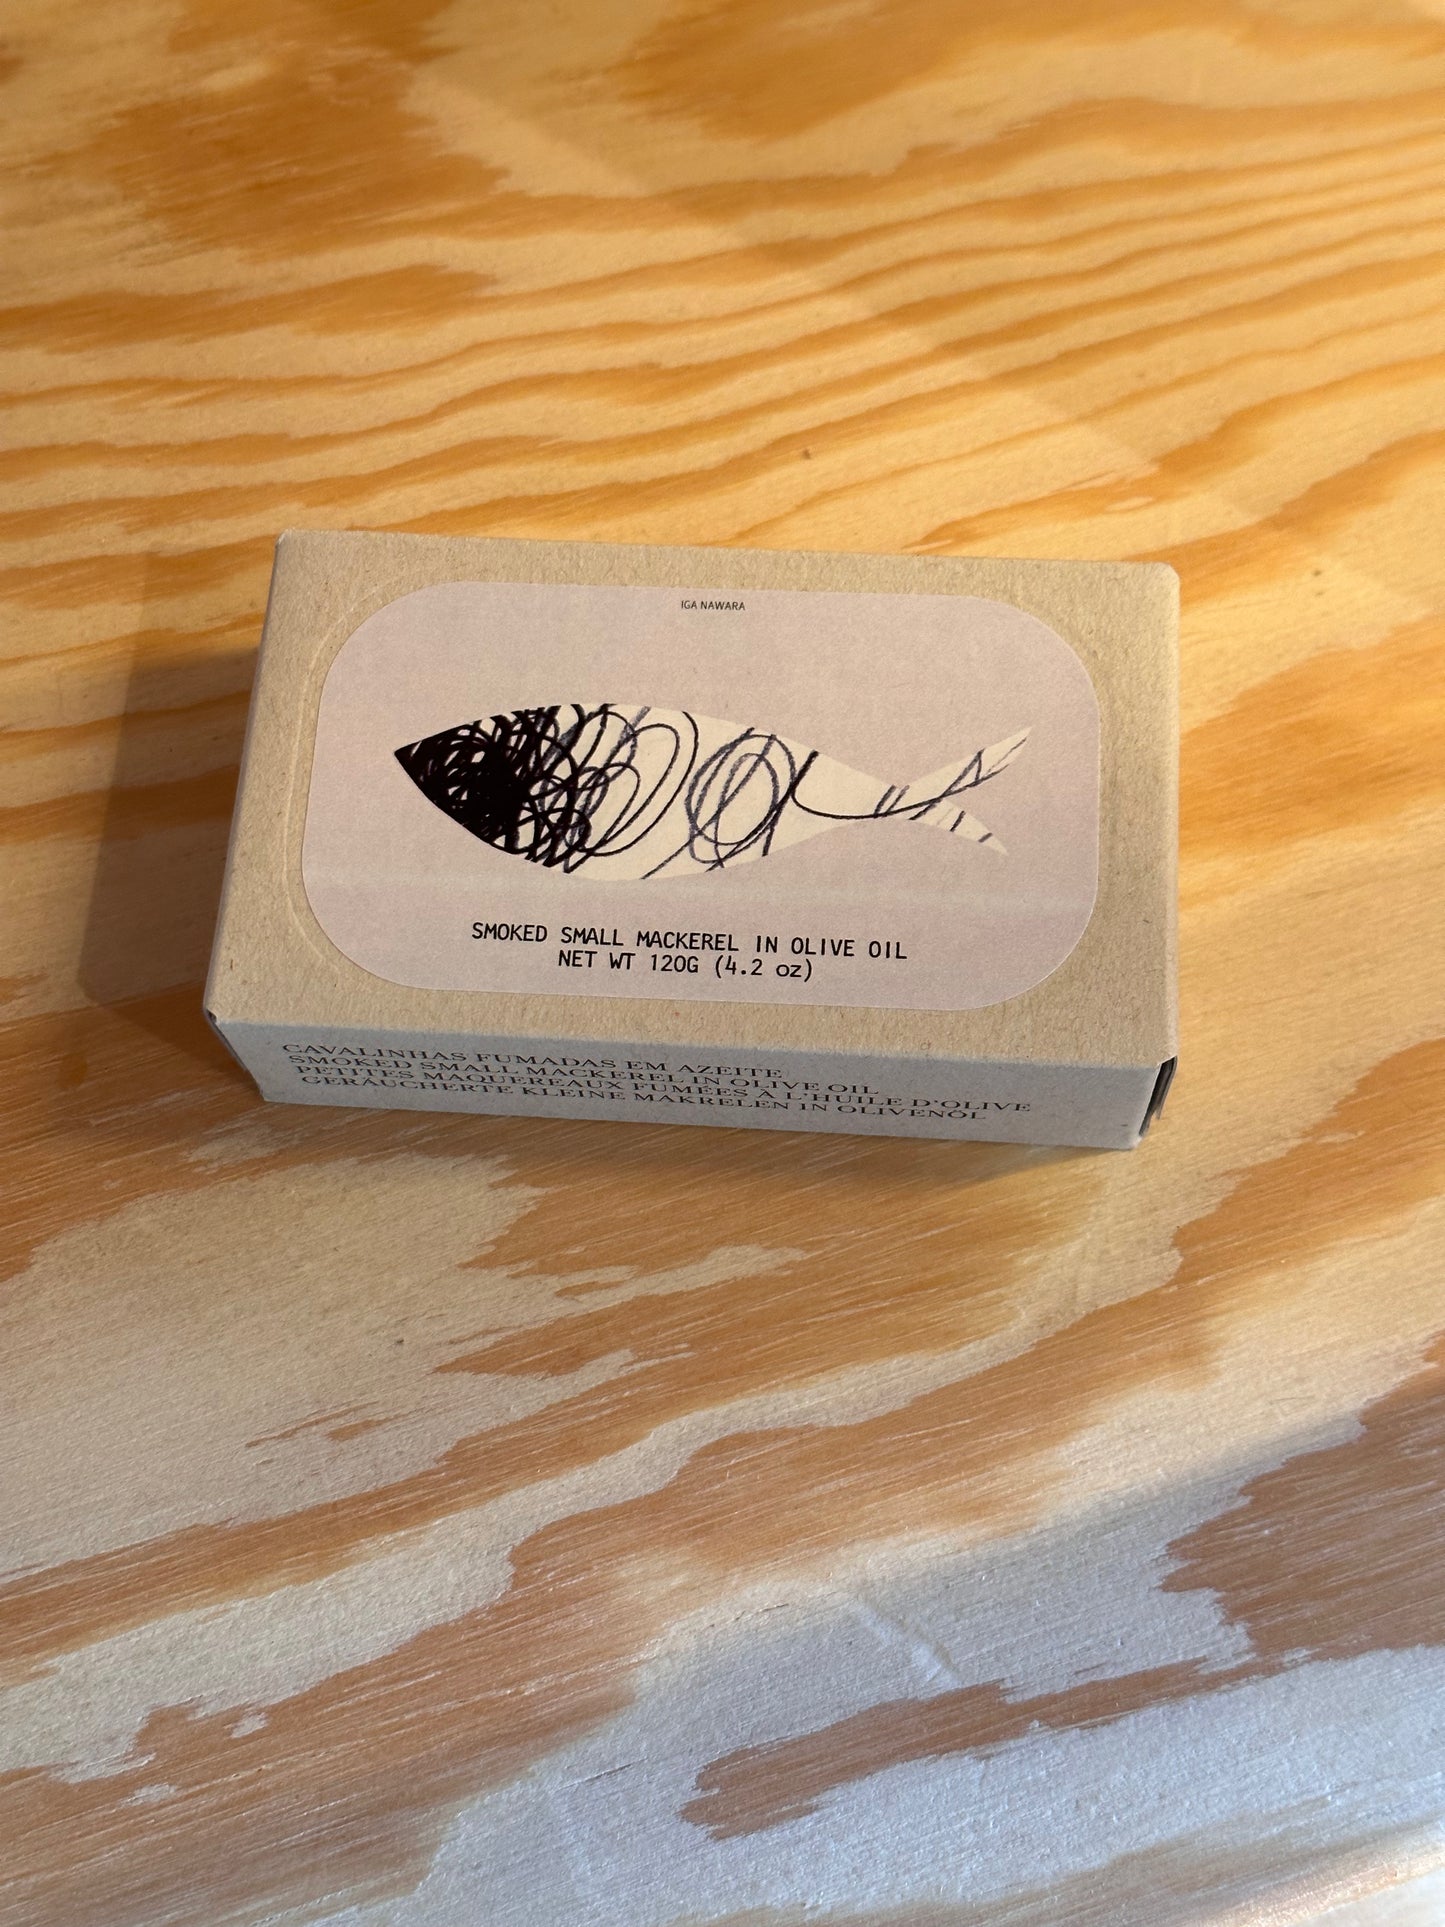 IGA NAWARA
SMOKED SMALL MACKEREL IN OLIVE OIL
NET WT 120G (4.2 oz)
CAVALINHAS FUMADAS EM AZEITE
SMOKED SMALL MACKEREL IN OLIVE OIL
PETITES MAQUEREAUX FUMÉES À L'HUILE D'OLIVE
GERÄUCHERTE KLEINE MAKRELEN IN OLIVENÖL